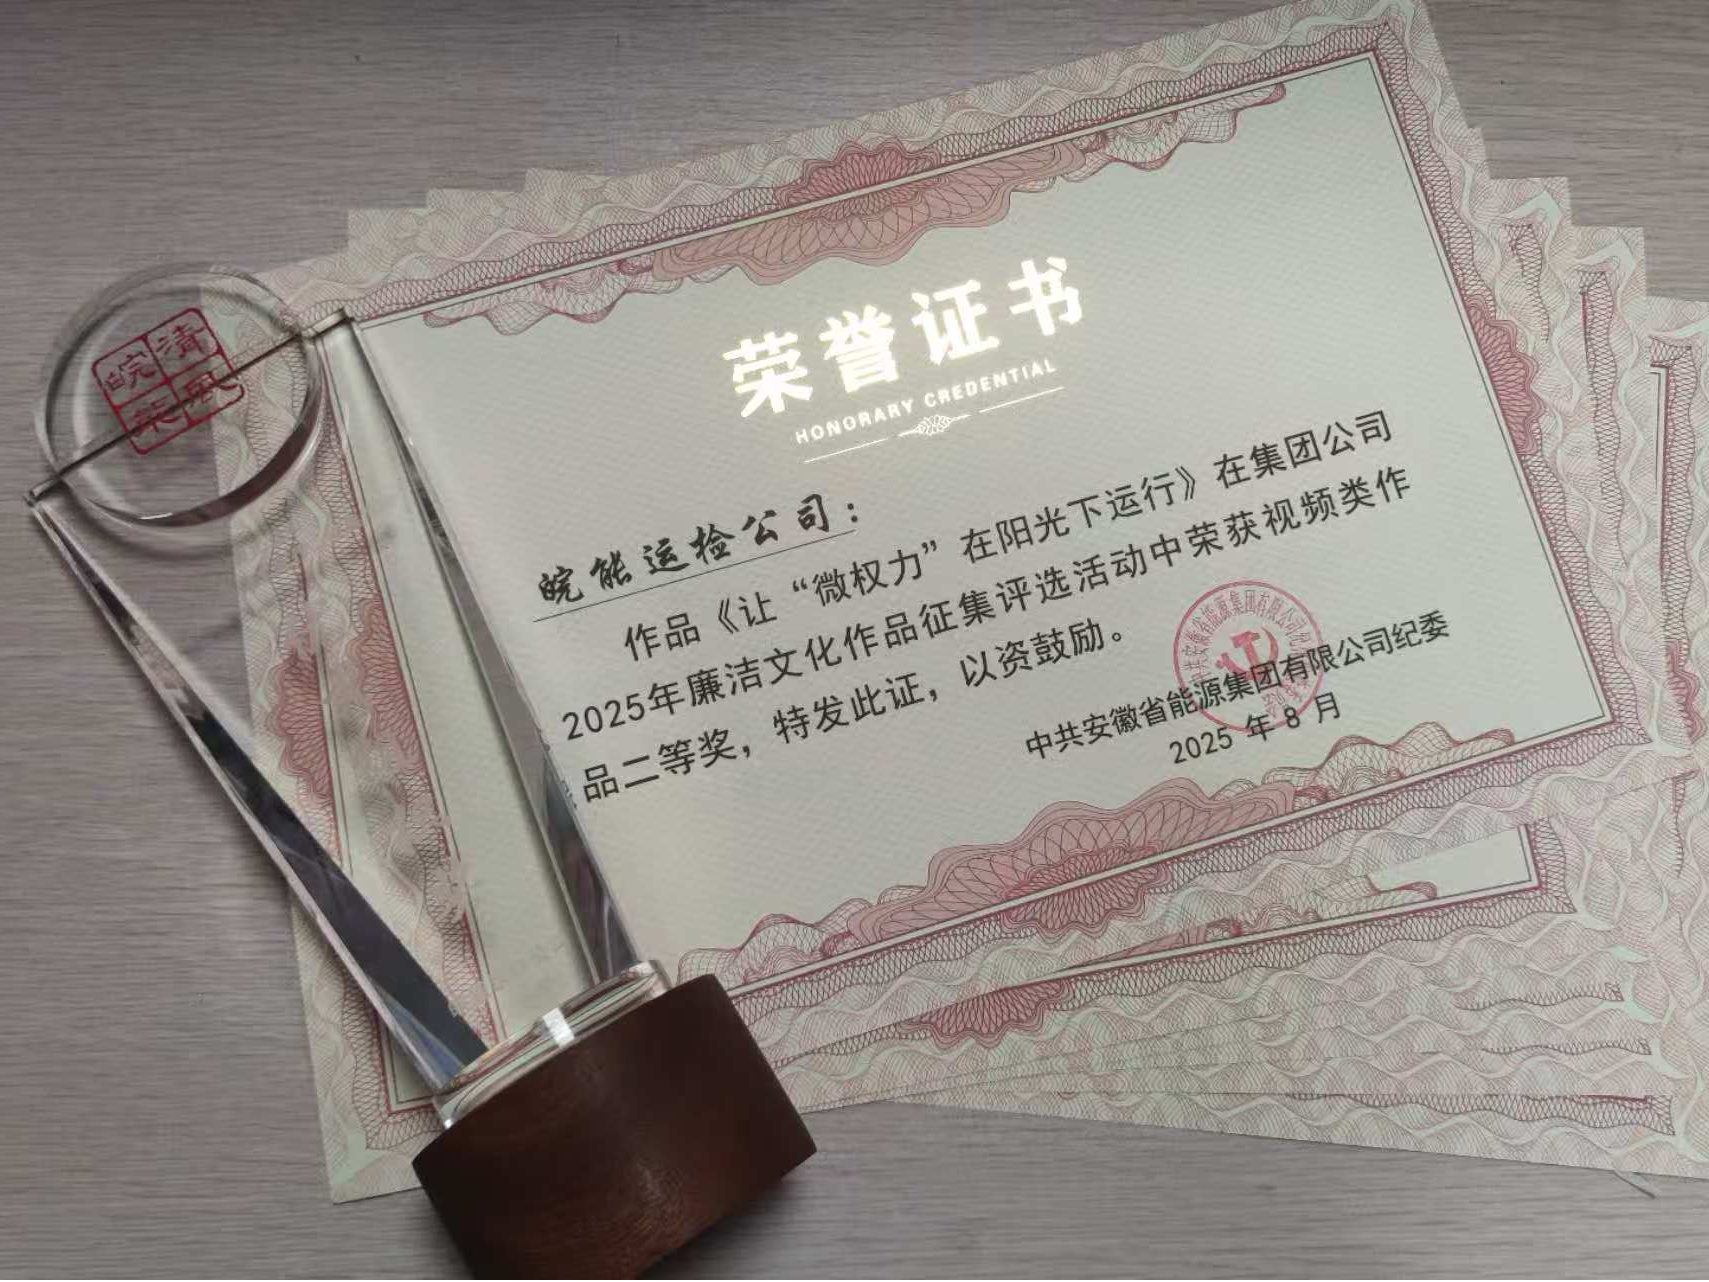 清
皖
風
能
荣誉证书
HONORARY CREDENTIAL
皖能运检公司：
作品《让“微权力”在阳光下运行》在集团公司
2025年廉洁文化作品征集评选活动中荣获视频类作
品二等奖，特发此证，以资鼓励。
中共安徽省能源集团有限公司纪委
2025 年 8 月